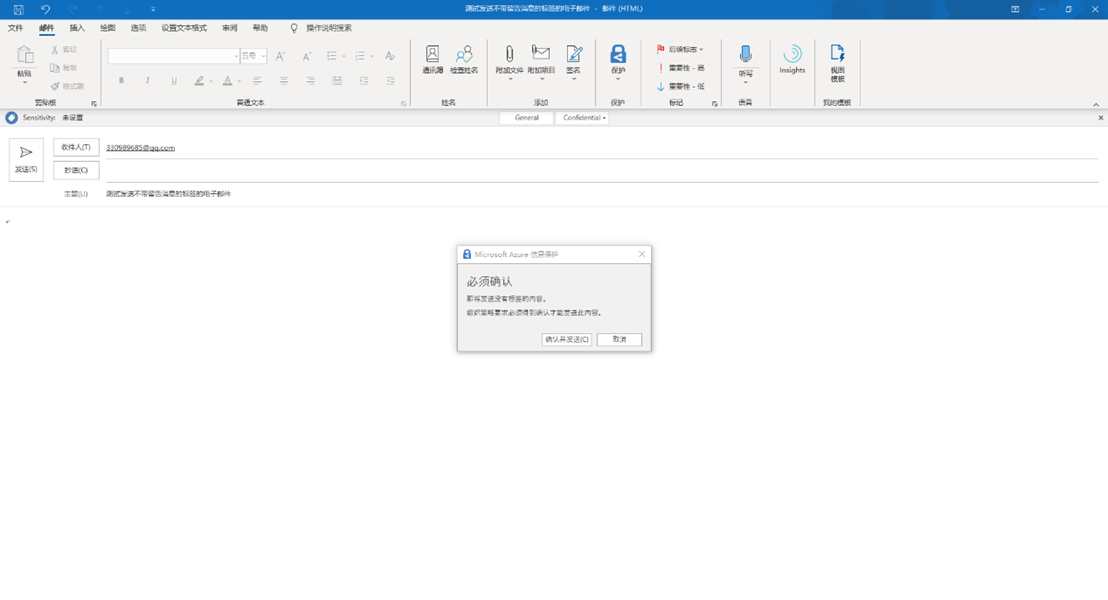 测试发送不带警告消息的标签的电子邮件 - 邮件 (HTML)
文件 邮件 插入 绘图 选项 设置文本格式 审阅 帮助 操作说明搜索
粘贴
剪切
复制
格式刷
剪贴板
五号
B I U
普通文本
通讯簿 检查姓名
姓名
附加文件 附加项目 签名
添加
保护
保护
后续标志
重要性 - 高
重要性 - 低
标记
听写
语音
Insights
视图
模板
我的模板
Sensitivity: 未设置 General Confidential
发送(S)
收件人(T) 330989685@qq.com
抄送(C)
主题(U) 测试发送不带警告消息的标签的电子邮件
Microsoft Azure 信息保护
必须确认
即将发送没有标签的内容。
组织策略要求必须得到确认才能发送此内容。
确认并发送(C) 取消